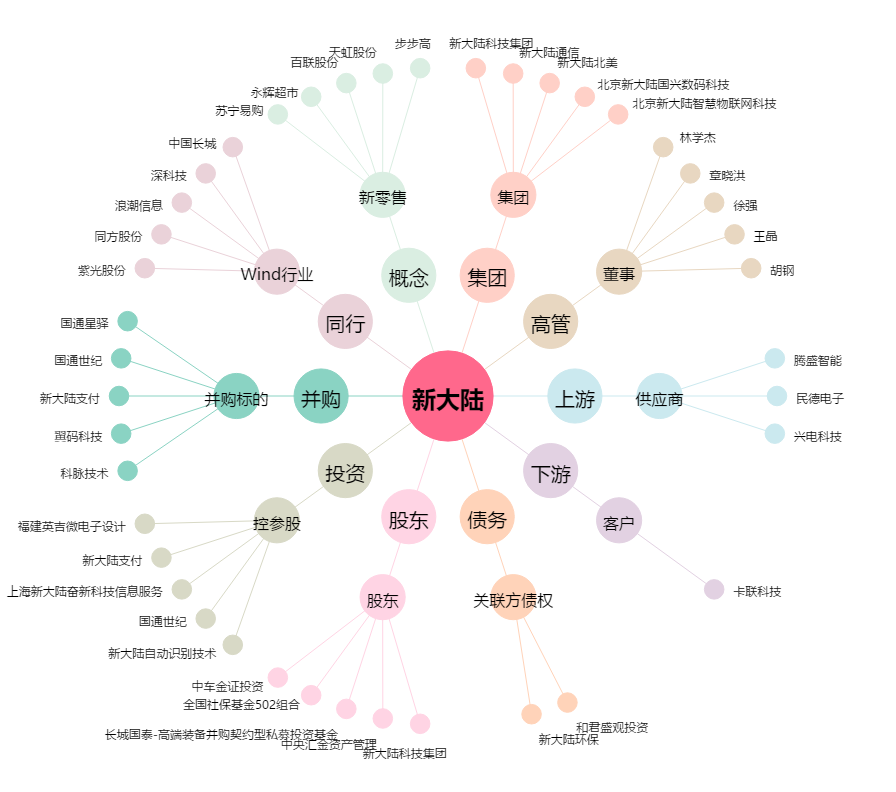 步步高
新大陆科技集团
天虹股份
新大陆通信
百联股份
新大陆北美
永辉超市
北京新大陆国兴数码科技
苏宁易购
北京新大陆智慧物联网科技
中国长城
林学杰
深科技
章晓洪
新零售
集团
浪潮信息
徐强
同方股份
王晶
紫光股份
Wind行业
概念
集团
董事
胡钢
国通星驿
同行
高管
国通世纪
腾盛智能
新大陆支付
并购标的
并购
新大陆
上游
供应商
民德电子
翼码科技
兴电科技
科脉技术
投资
下游
福建英吉微电子设计
控参股
股东
债务
客户
新大陆支付
上海新大陆奋新科技信息服务
卡联科技
国通世纪
股东
关联方债权
新大陆自动识别技术
中车金证投资
全国社保基金502组合
长城国泰-高端装备并购契约型私募投资基金
和君盛观投资
中央汇金资产管理
新大陆环保
新大陆科技集团